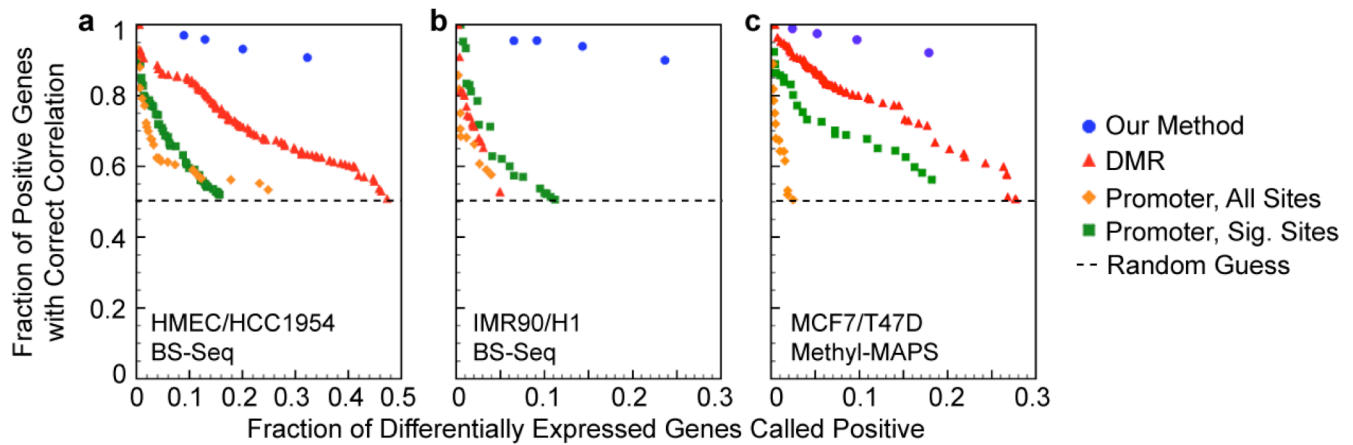 a
b
c
Fraction of Positive Genes
with Correct Correlation
1
0.8
0.6
0.4
0.2
0
HMEC/HCC1954
BS-Seq
IMR90/H1
BS-Seq
MCF7/T47D
Methyl-MAPS
0 0.1 0.2 0.3 0.4 0.5
0 0.1 0.2 0.3
0 0.1 0.2 0.3
Fraction of Differentially Expressed Genes Called Positive
Our Method
DMR
Promoter, All Sites
Promoter, Sig. Sites
Random Guess